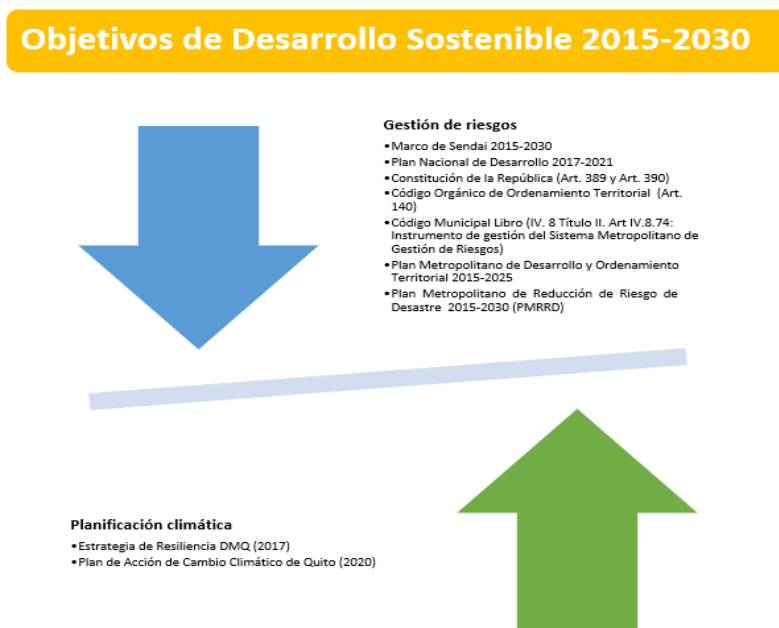 Objetivos de Desarrollo Sostenible 2015-2030
Gestión de riesgos
•Marco de Sendai 2015-2030
•Plan Nacional de Desarrollo 2017-2021
•Constitución de la República (Art. 389 y Art. 390)
•Código Orgánico de Ordenamiento Territorial (Art.
140)
•Código Municipal Libro (IV. 8 Título II. Art IV.8.74:
Instrumento de gestión del Sistema Metropolitano de
Gestión de Riesgos)
•Plan Metropolitano de Desarrollo y Ordenamiento
Territorial 2015-2025
•Plan Metropolitano de Reducción de Riesgo de
Desastre 2015-2030 (PMRRD)
Planificación climática
•Estrategia de Resiliencia DMQ (2017)
•Plan de Acción de Cambio Climático de Quito (2020)